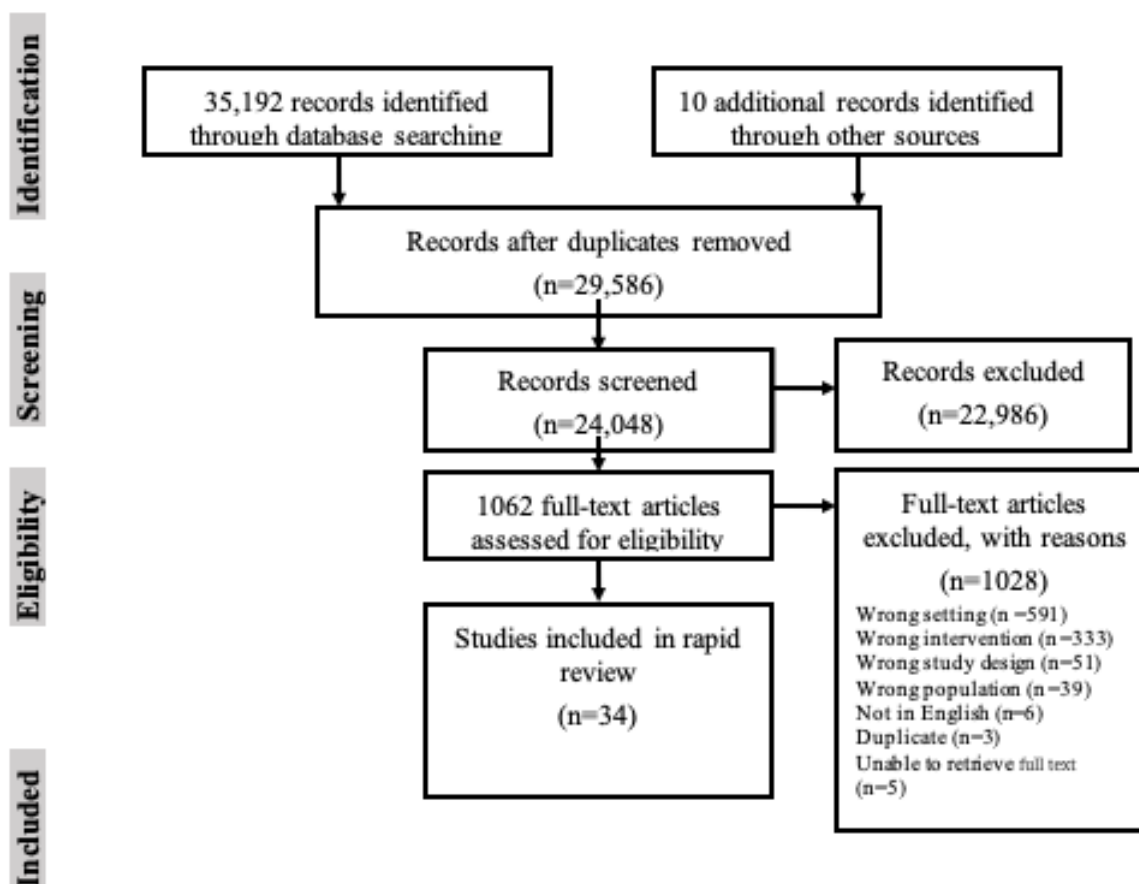 Identification
35,192 records identified
through database searching
10 additional records identified
through other sources
Records after duplicates removed
(n=29,586)
Screening
Records screened
(n=24,048)
Records excluded
(n=22,986)
Eligibility
1062 full-text articles
assessed for eligibility
Full-text articles
excluded, with reasons
(n=1028)
Wrong setting (n =591)
Wrong intervention (n=333)
Wrong study design (n=51)
Wrong population (n=39)
Not in English (n=6)
Duplicate (n=3)
Unable to retrieve full text
(n=5)
Studies included in rapid
review
(n=34)
Included